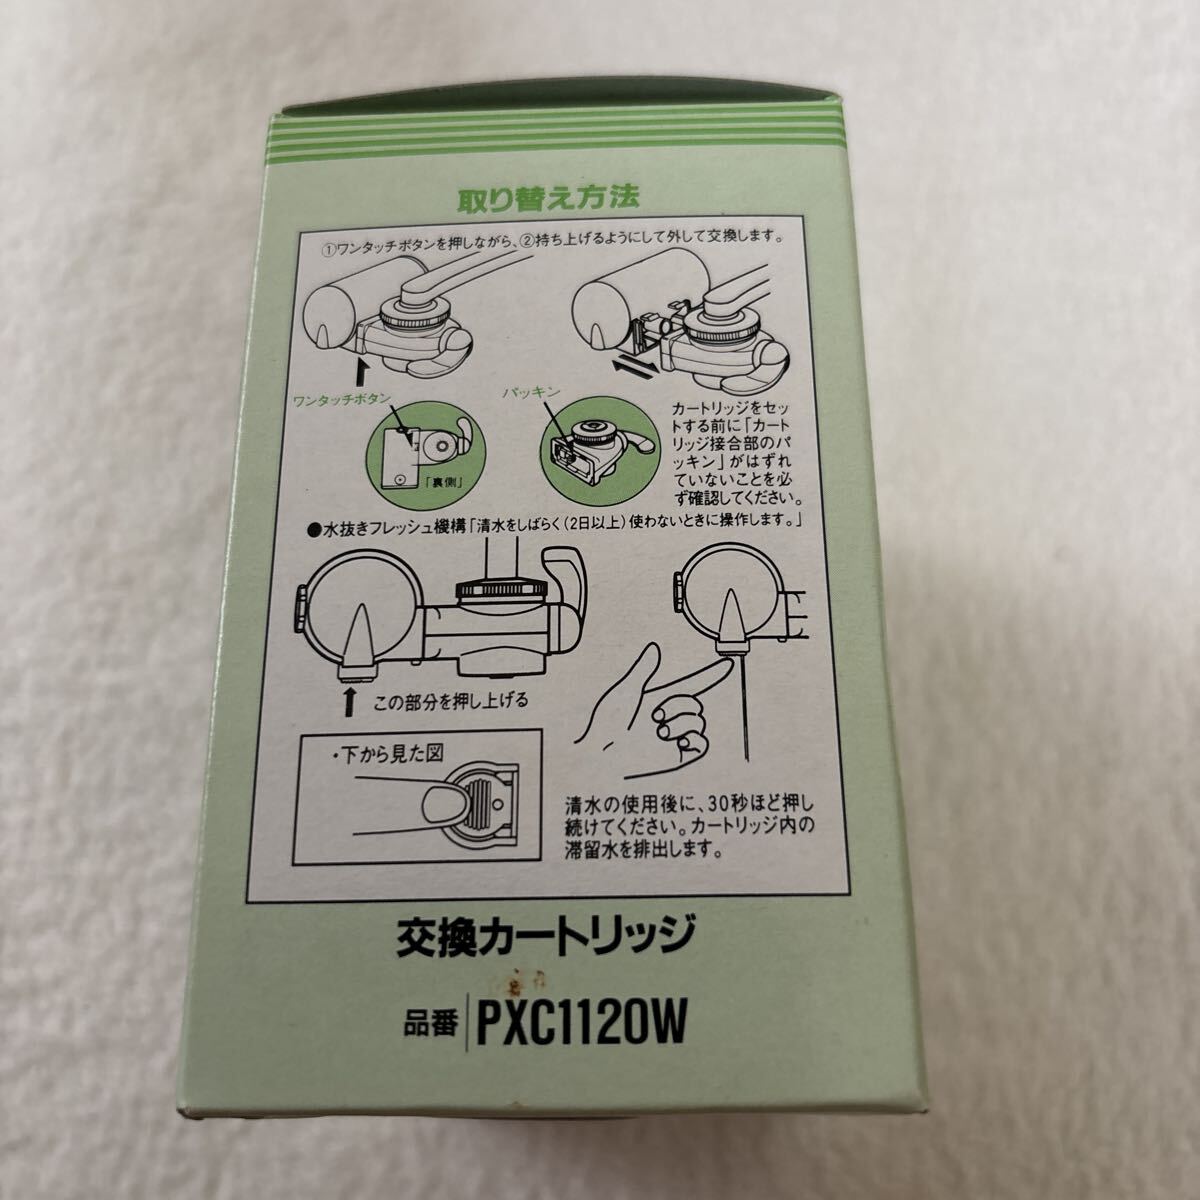 取り替え方法
①ワンタッチボタンを押しながら、②持ち上げるようにして外して交換します。
ワンタッチボタン
「裏側」
パッキン
カートリッジをセッ
トする前に「カート
リッジ接合部のパ
ッキン」がはずれ
ていないことを必
ず確認してください。
●水抜きフレッシュ機構「清水をしばらく(2日以上)使わないときに操作します。」
この部分を押し上げる
・下から見た図
清水の使用後に、30秒ほど押し
続けてください。カートリッジ内の
滞留水を排出します。
交換カートリッジ
品番 PXC1120W